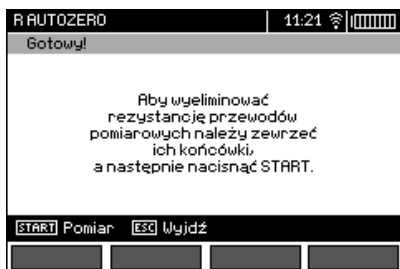 R AUTOZERO 11:21
Gotowy!
Aby wyeliminować
rezystancję przewodów
pomiarowych należy zewrzeć
ich końcówki,
a następnie nacisnąć START.
START Pomiar ESC Wyjdź